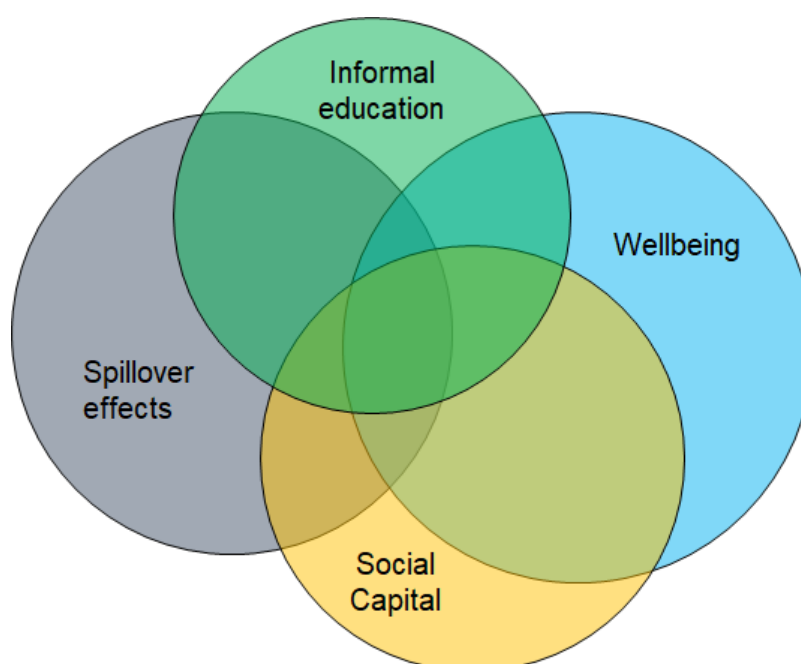 Informal
education
Wellbeing
Spillover
effects
Social
Capital